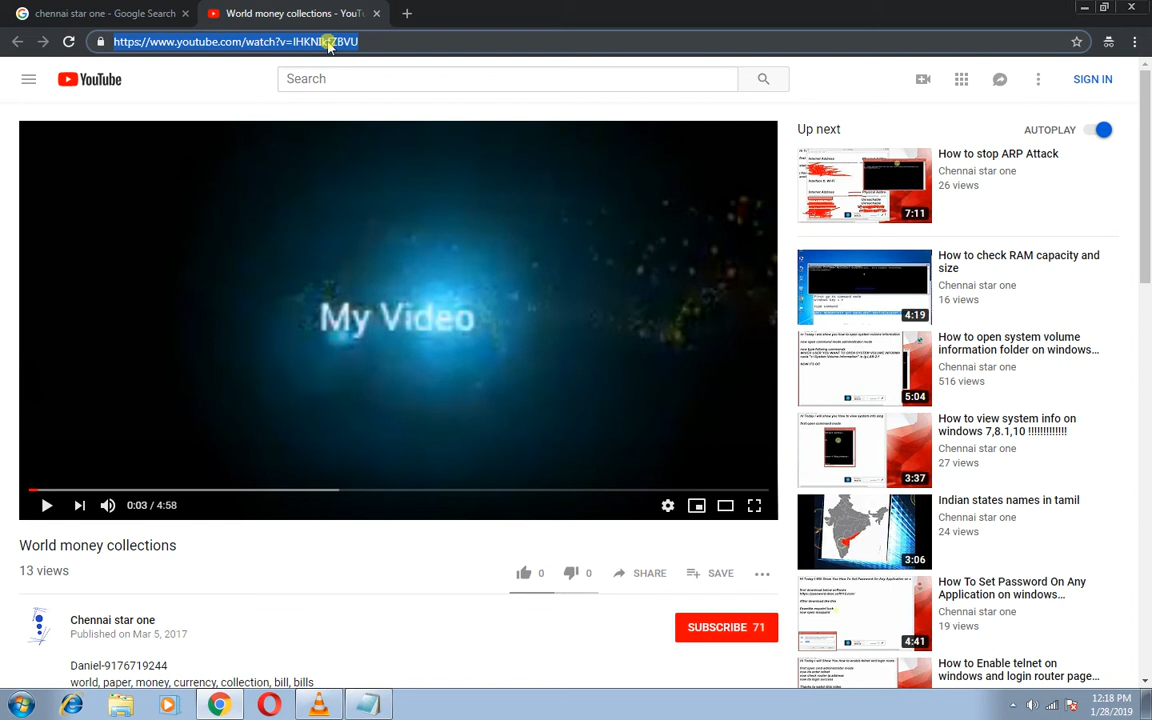 chennai star one - Google Search
World money collections - YouT
https://www.youtube.com/watch?v=
YouTube
Search
SIGN IN
My Video
0:03 / 4:58
World money collections
13 views
0
0
SHARE
SAVE
Chennai star one
Published on Mar 5, 2017
SUBSCRIBE 71
Daniel-9176719244
world, paper, money, currency, collection, bill, bills
Up next
AUTOPLAY
How to stop ARP Attack
Chennai star one
26 views
7:11
How to check RAM capacity and
size
Chennai star one
16 views
4:19
How to open system volume
information folder on windows...
Chennai star one
516 views
5:04
How to view system info on
windows 7,8.1,10 !!!!!!!!!!!!!
Chennai star one
27 views
3:37
Indian states names in tamil
Chennai star one
24 views
3:06
How To Set Password On Any
Application on windows...
Chennai star one
19 views
4:41
How to Enable telnet on
windows and login router page...
12:18 PM
1/28/2019